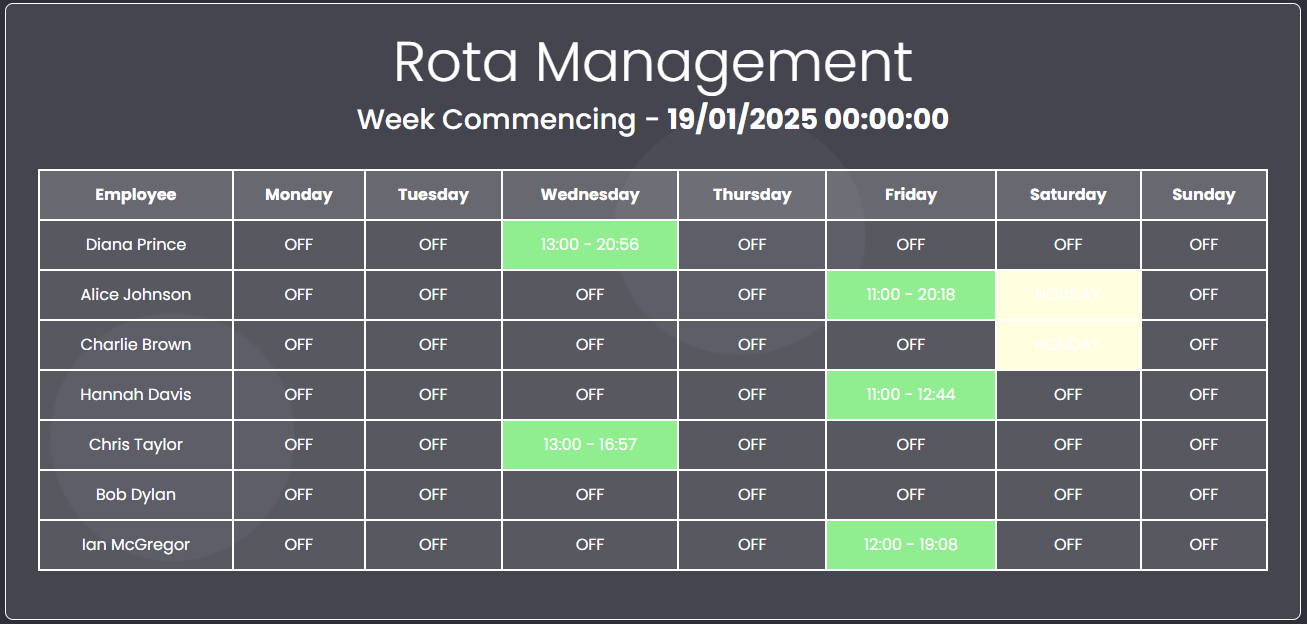 Rota Management
Week Commencing - 19/01/2025 00:00:00
Employee Monday Tuesday Wednesday Thursday Friday Saturday Sunday
Diana Prince OFF OFF 13:00 - 20:56 OFF OFF OFF OFF
Alice Johnson OFF OFF OFF OFF 11:00 - 20:18 HOLIDAY OFF
Charlie Brown OFF OFF OFF OFF OFF HOLIDAY OFF
Hannah Davis OFF OFF OFF OFF 11:00 - 12:44 OFF OFF
Chris Taylor OFF OFF 13:00 - 16:57 OFF OFF OFF OFF
Bob Dylan OFF OFF OFF OFF OFF OFF OFF
Ian McGregor OFF OFF OFF OFF 12:00 - 19:08 OFF OFF